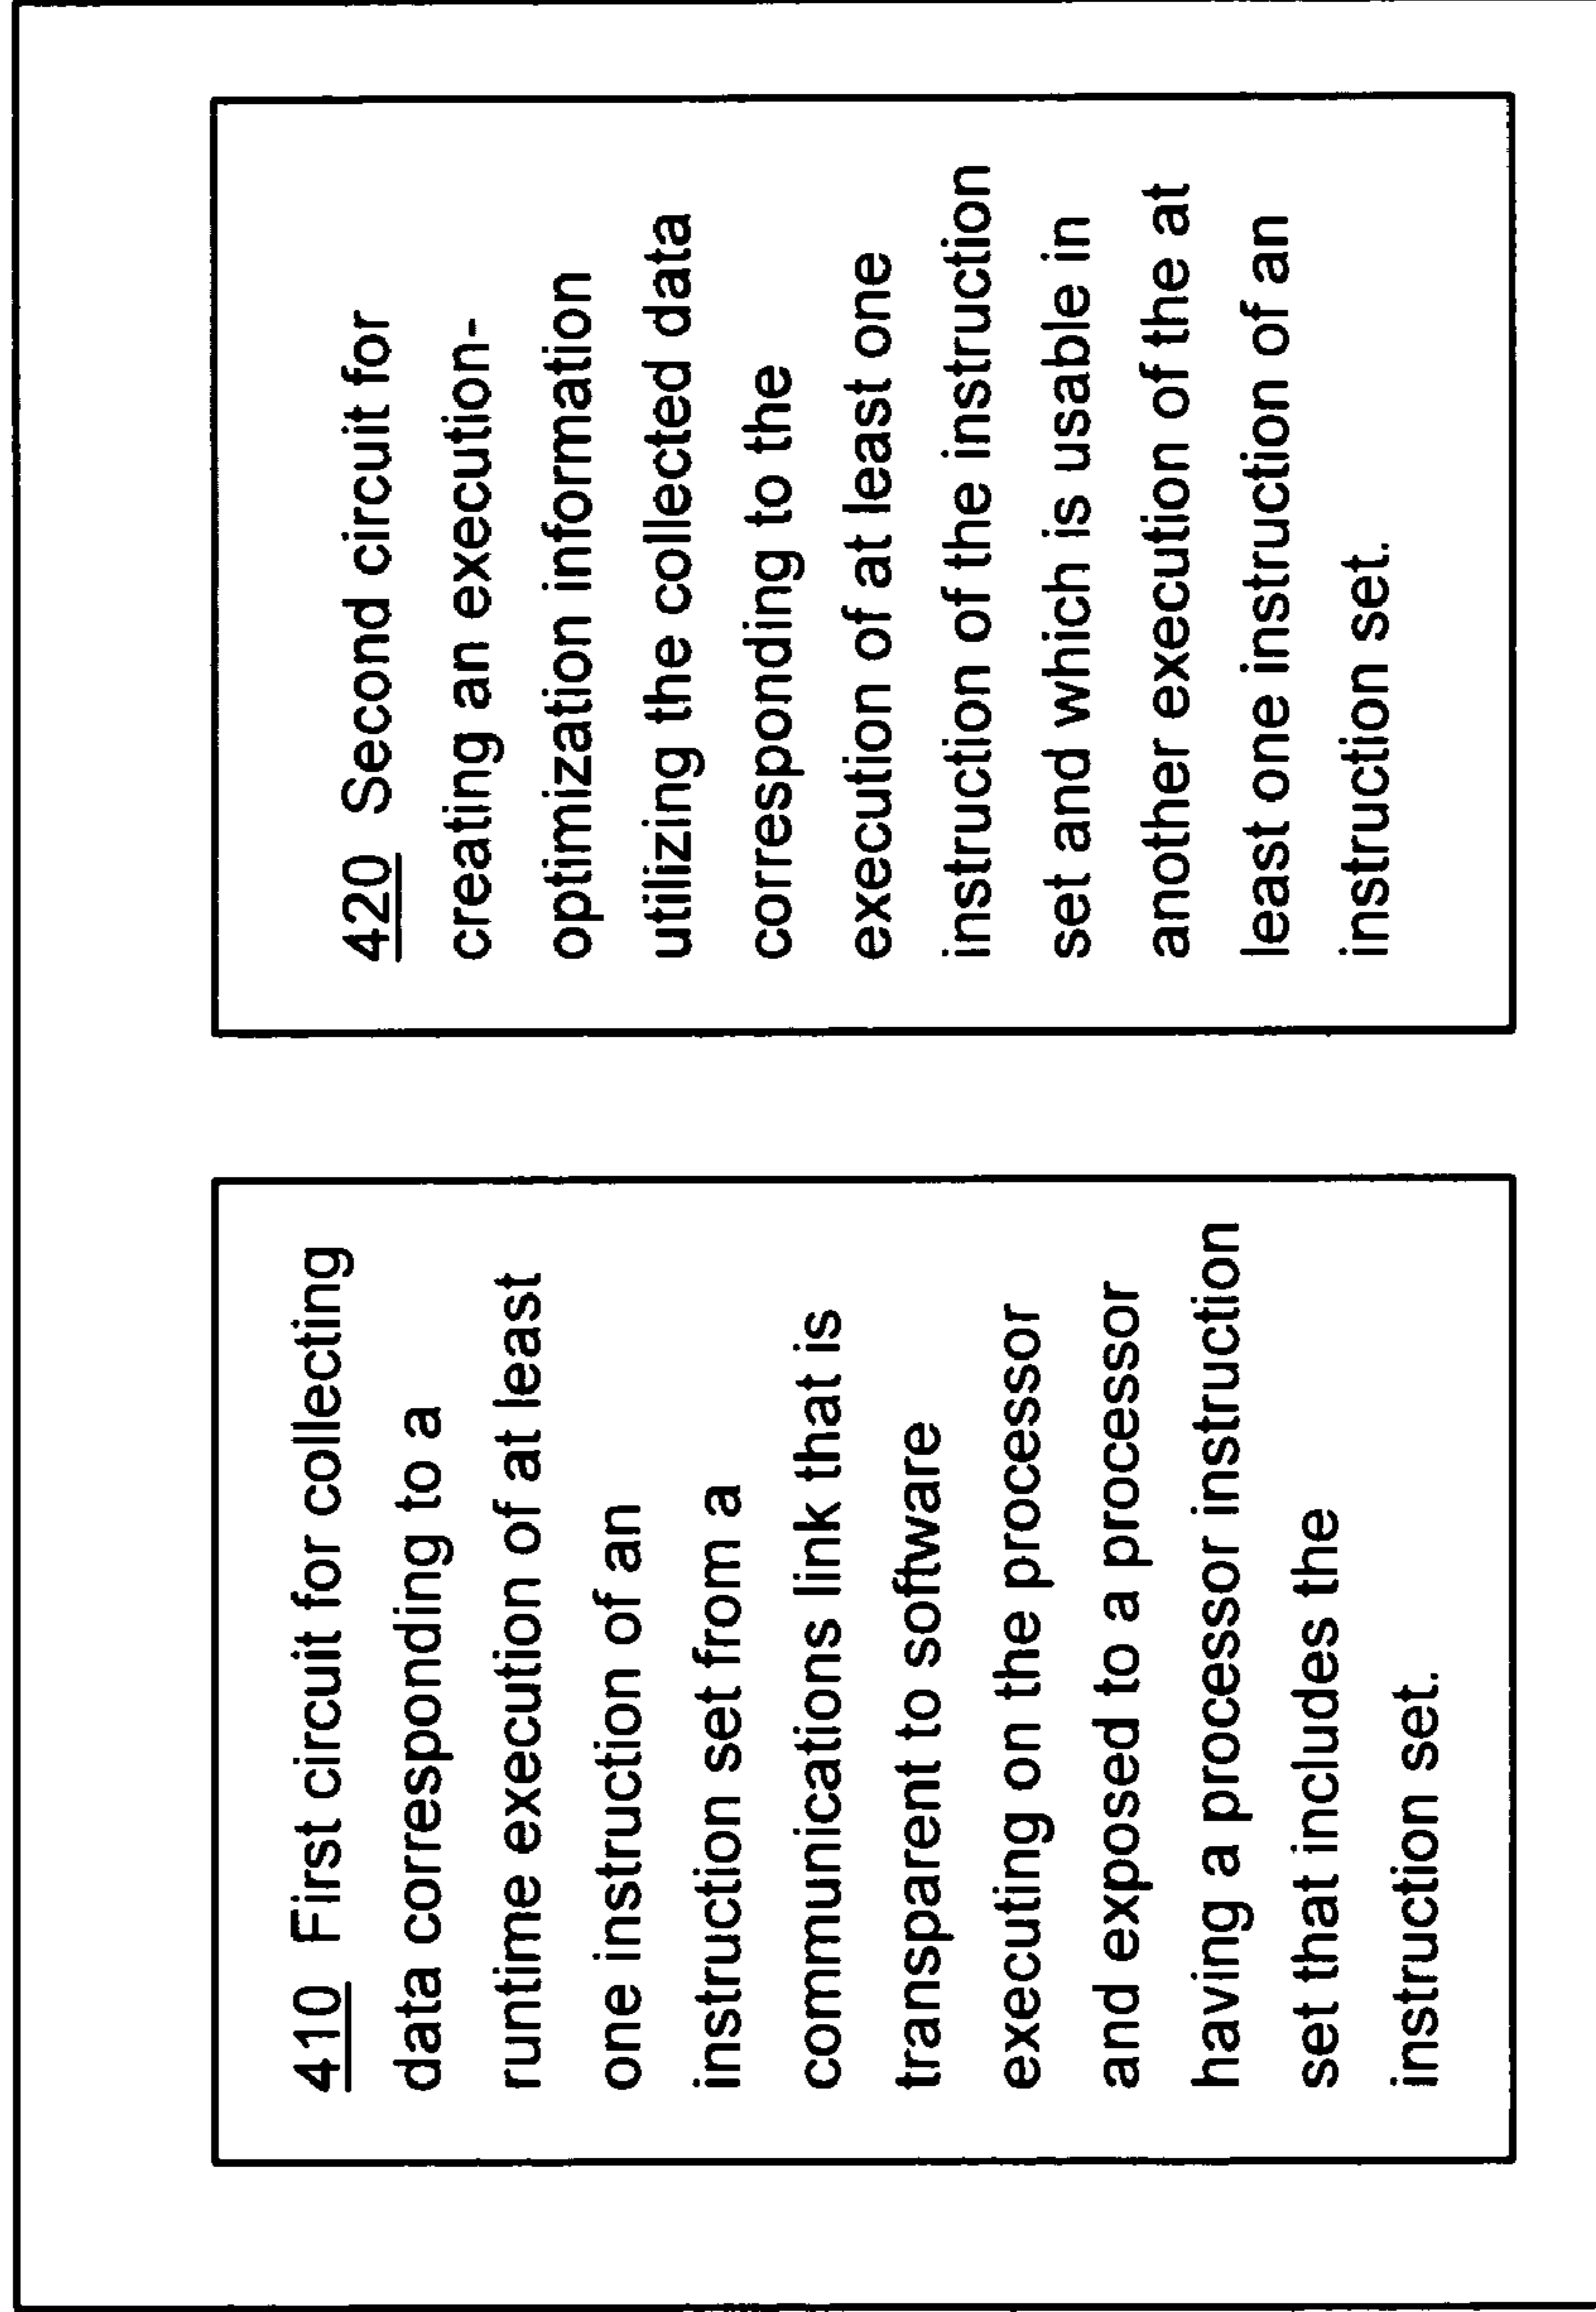 410 First circuit for collecting
data corresponding to a
runtime execution of at least
one instruction of an
instruction set from a
communications link that is
transparent to software
executing on the processor
and exposed to a processor
having a processor instruction
set that includes the
instruction set.
420 Second circuit for
creating an execution-
optimization information
utilizing the collected data
corresponding to the
execution of at least one
instruction of the instruction
set and which is usable in
another execution of the at
least one instruction of an
instruction set.